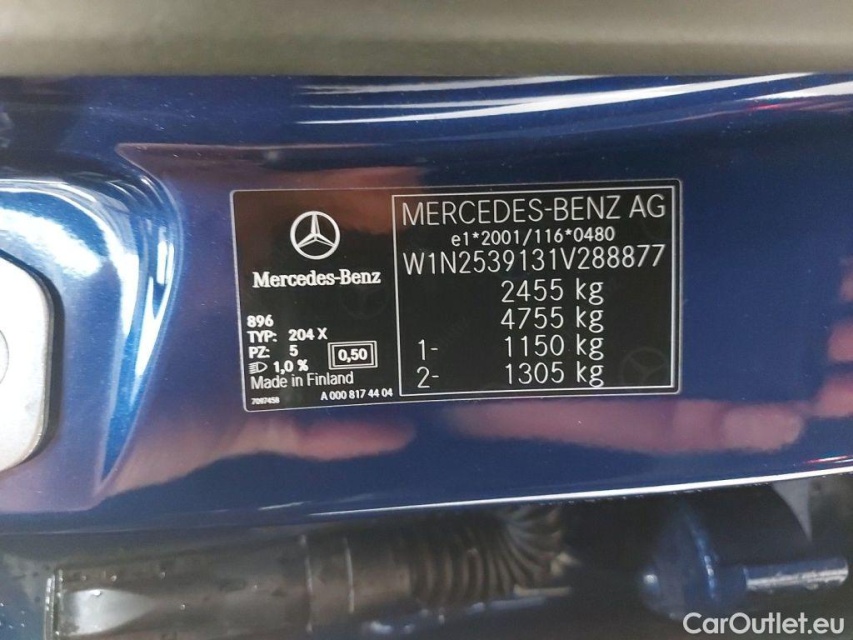 MERCEDES-BENZ AG
e1*2001/116*0480
W1N2539131V288877
2455 kg
4755 kg
1- 1150 kg
2- 1305 kg
Mercedes-Benz
896
TYP: 204 X
PZ: 5
1,0 %
0,50
Made in Finland
7087458
A 000 817 44 04
CarOutlet.eu